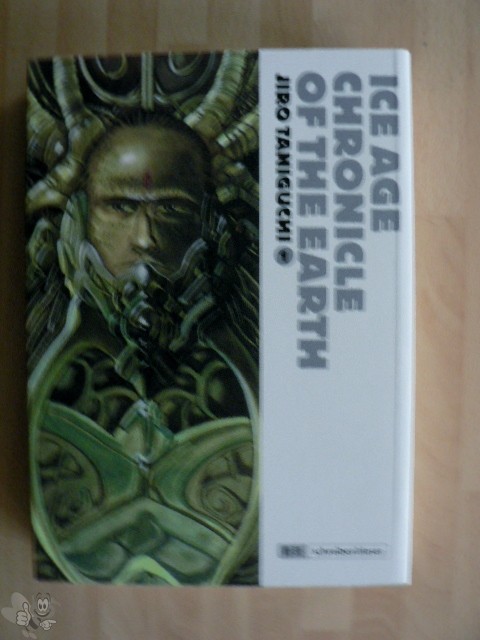 ICE AGE
CHRONICLE
OF THE EARTH
JIRO TANIGUCHI